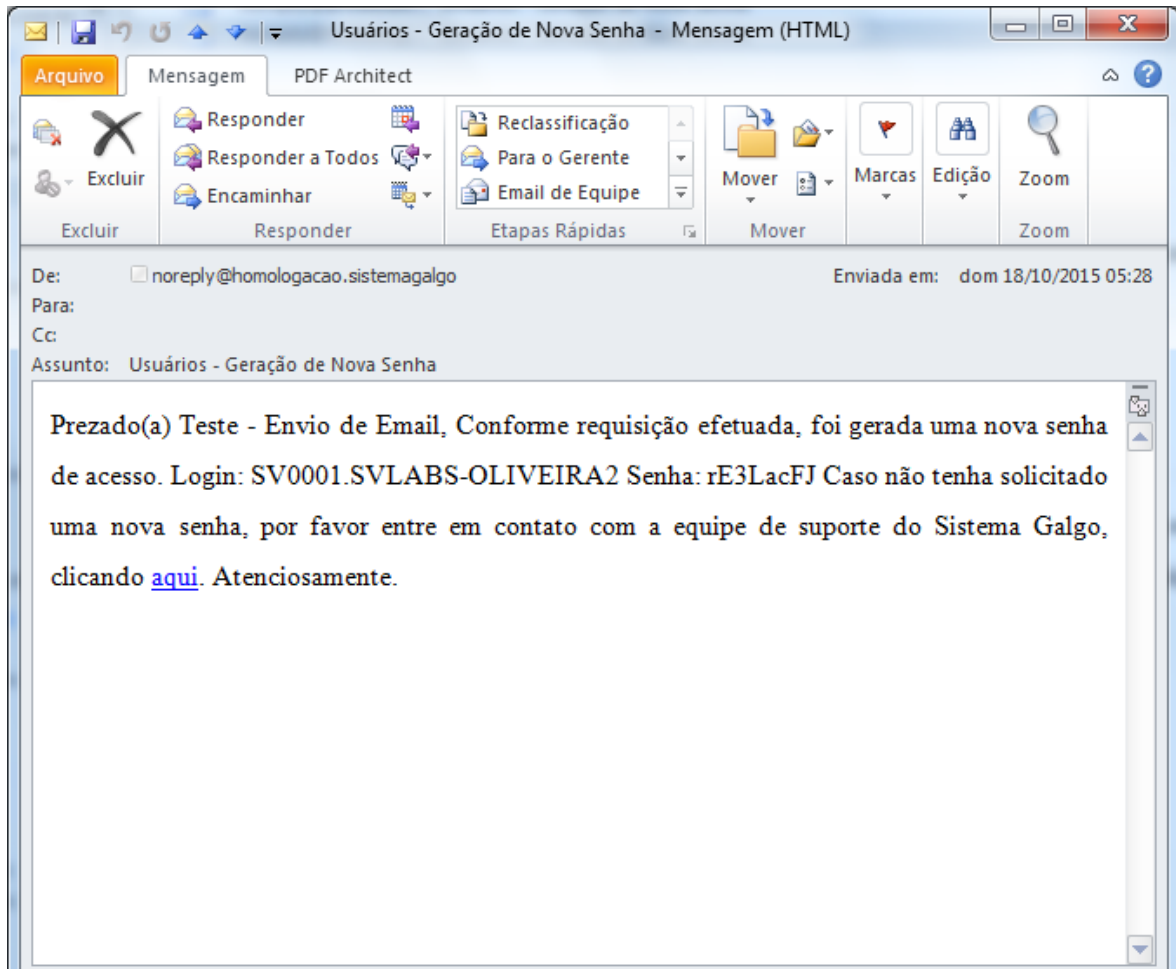 Usuários - Geração de Nova Senha - Mensagem (HTML)
Arquivo Mensagem PDF Architect
Excluir
Responder
Responder a Todos
Encaminhar
Reclassificação
Para o Gerente
Email de Equipe
Mover
Marcas
Edição
Zoom
Excluir Responder Etapas Rápidas Mover Zoom
De: noreply@homologacao.sistemagalgo Enviada em: dom 18/10/2015 05:28
Para:
Cc:
Assunto: Usuários - Geração de Nova Senha
Prezado(a) Teste - Envio de Email, Conforme requisição efetuada, foi gerada uma nova senha
de acesso. Login: SV0001.SVLABS-OLIVEIRA2 Senha: rE3LacFJ Caso não tenha solicitado
uma nova senha, por favor entre em contato com a equipe de suporte do Sistema Galgo,
clicando aqui. Atenciosamente.